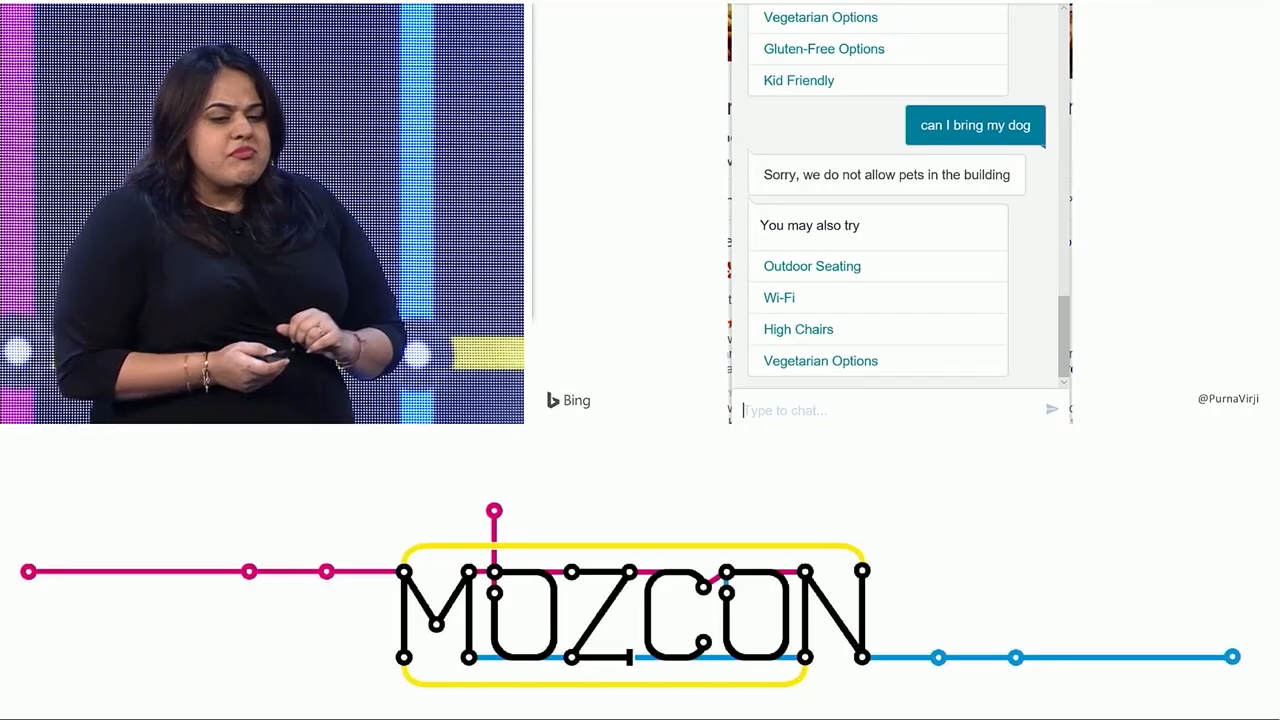 Vegetarian Options
Gluten-Free Options
Kid Friendly
can I bring my dog
Sorry, we do not allow pets in the building
You may also try
Outdoor Seating
Wi-Fi
High Chairs
Vegetarian Options
Type to chat...
Bing
@PurnaVirji
MOZCON